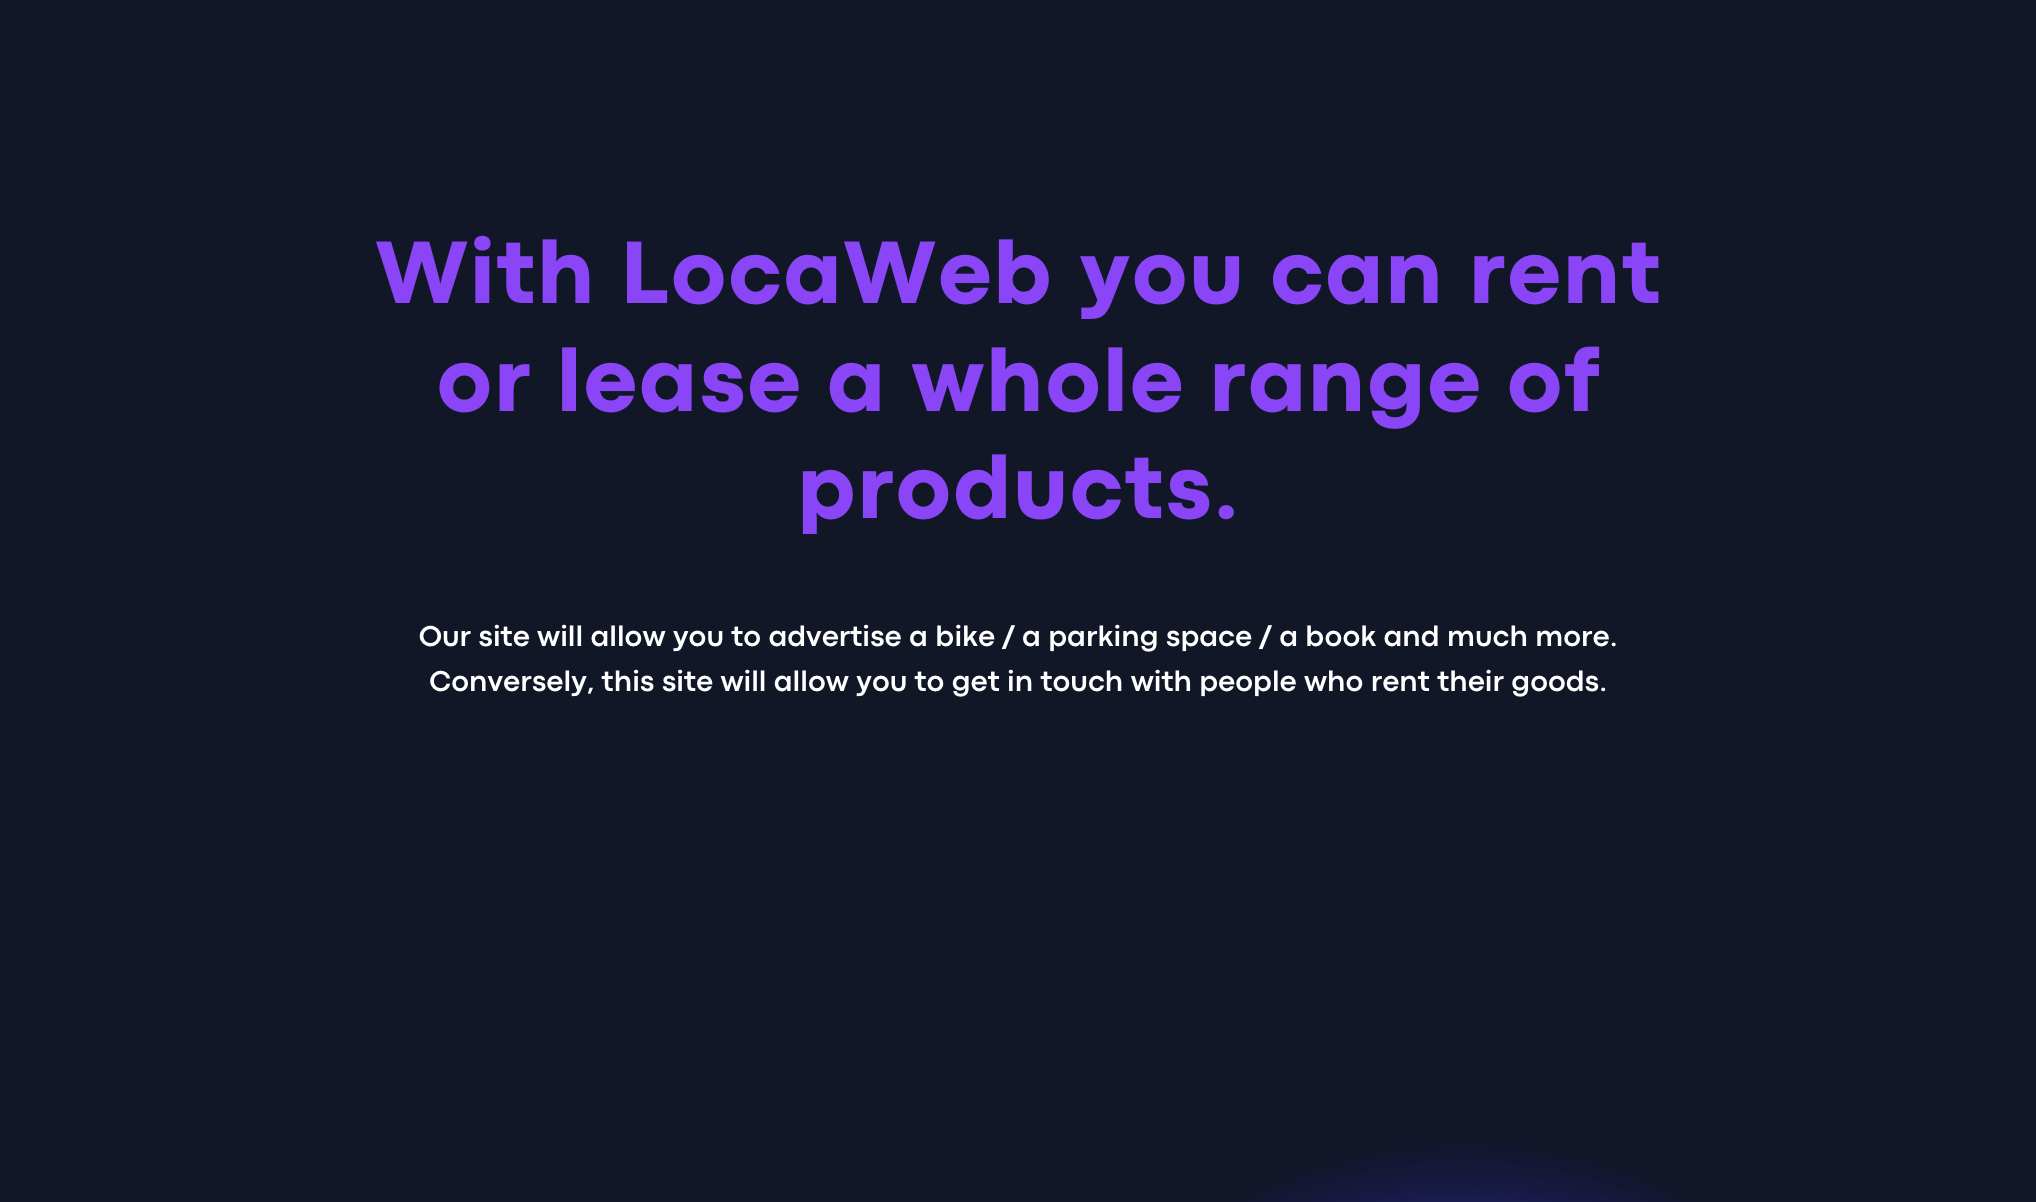 With LocaWeb you can rent
or lease a whole range of
products.
Our site will allow you to advertise a bike / a parking space / a book and much more.
Conversely, this site will allow you to get in touch with people who rent their goods.